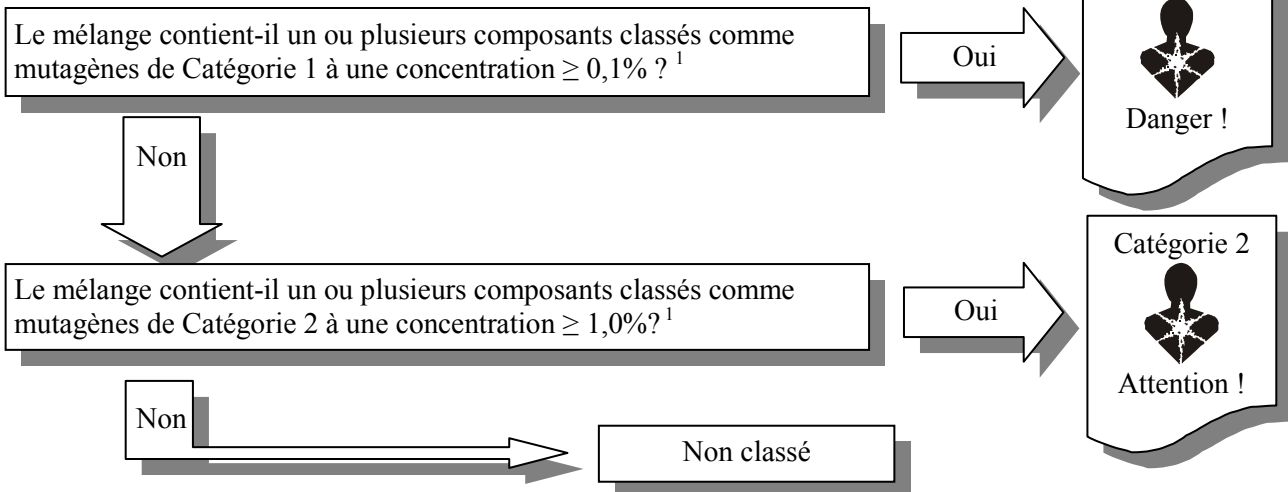 Le mélange contient-il un ou plusieurs composants classés comme
mutagènes de Catégorie 1 à une concentration ≥ 0,1% ? 1
Oui
Danger !
Non
Catégorie 2
Le mélange contient-il un ou plusieurs composants classés comme
mutagènes de Catégorie 2 à une concentration ≥ 1,0%? 1
Oui
Attention !
Non
Non classé